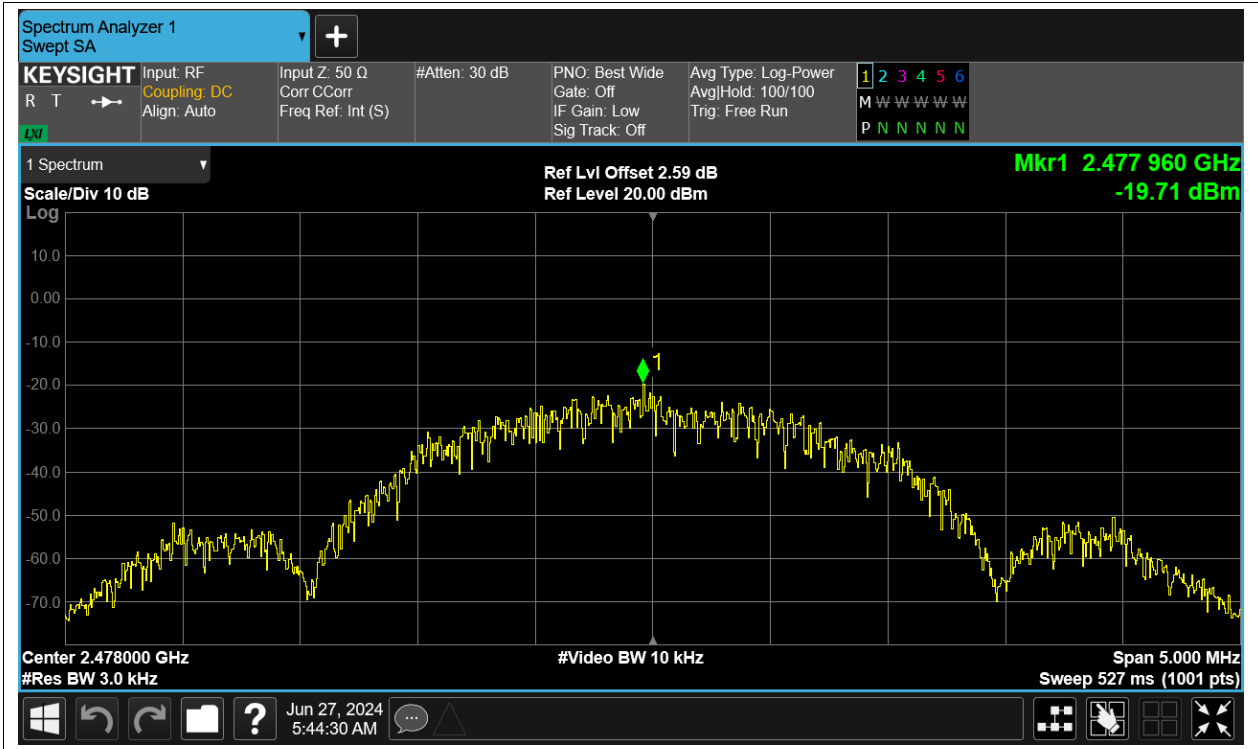 Spectrum Analyzer 1
Swept SA
KEYSIGHT
R T
LXI
Input: RF
Coupling: DC
Align: Auto
Input Z: 50 Ω
Corr CCorr
Freq Ref: Int (S)
#Atten: 30 dB
PNO: Best Wide
Gate: Off
IF Gain: Low
Sig Track: Off
Avg Type: Log-Power
Avg|Hold: 100/100
Trig: Free Run
1 2 3 4 5 6
M W W W W W
P N N N N N
1 Spectrum
Scale/Div 10 dB
Log
Ref Lvl Offset 2.59 dB
Ref Level 20.00 dBm
Mkr1 2.477 960 GHz
-19.71 dBm
10.0
0.00
-10.0
-20.0
-30.0
-40.0
-50.0
-60.0
-70.0
1
Center 2.478000 GHz
#Res BW 3.0 kHz
#Video BW 10 kHz
Span 5.000 MHz
Sweep 527 ms (1001 pts)
?
Jun 27, 2024
5:44:30 AM